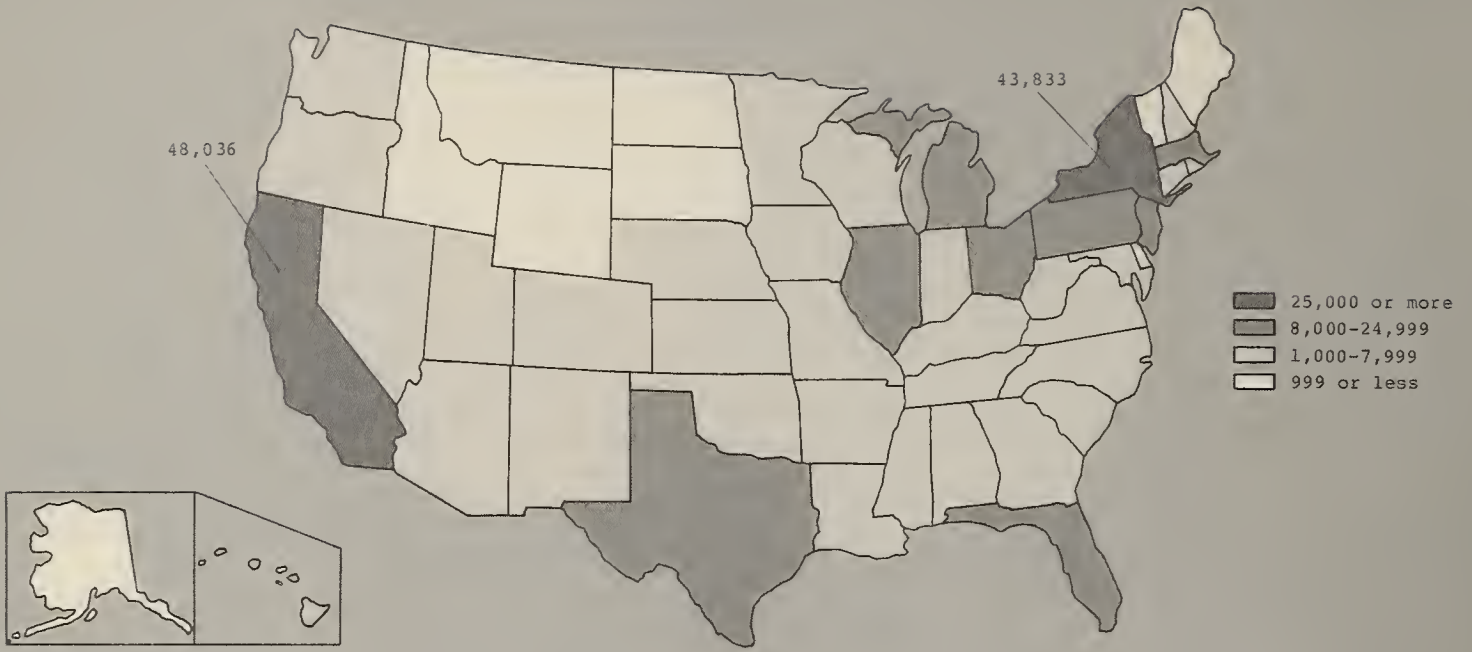 43,833
48,036
25,000 or more
8,000-24,999
1,000-7,999
999 or less